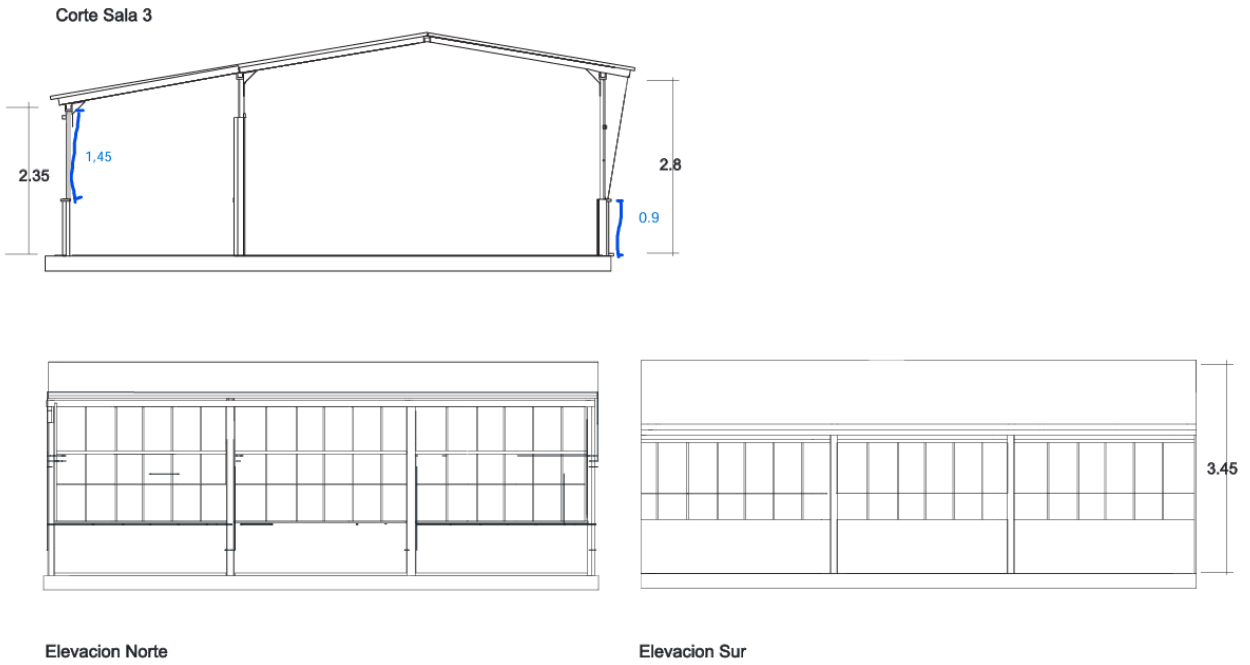 Corte Sala 3
1,45
2.35
2.8
0.9
3.45
Elevacion Norte
Elevacion Sur